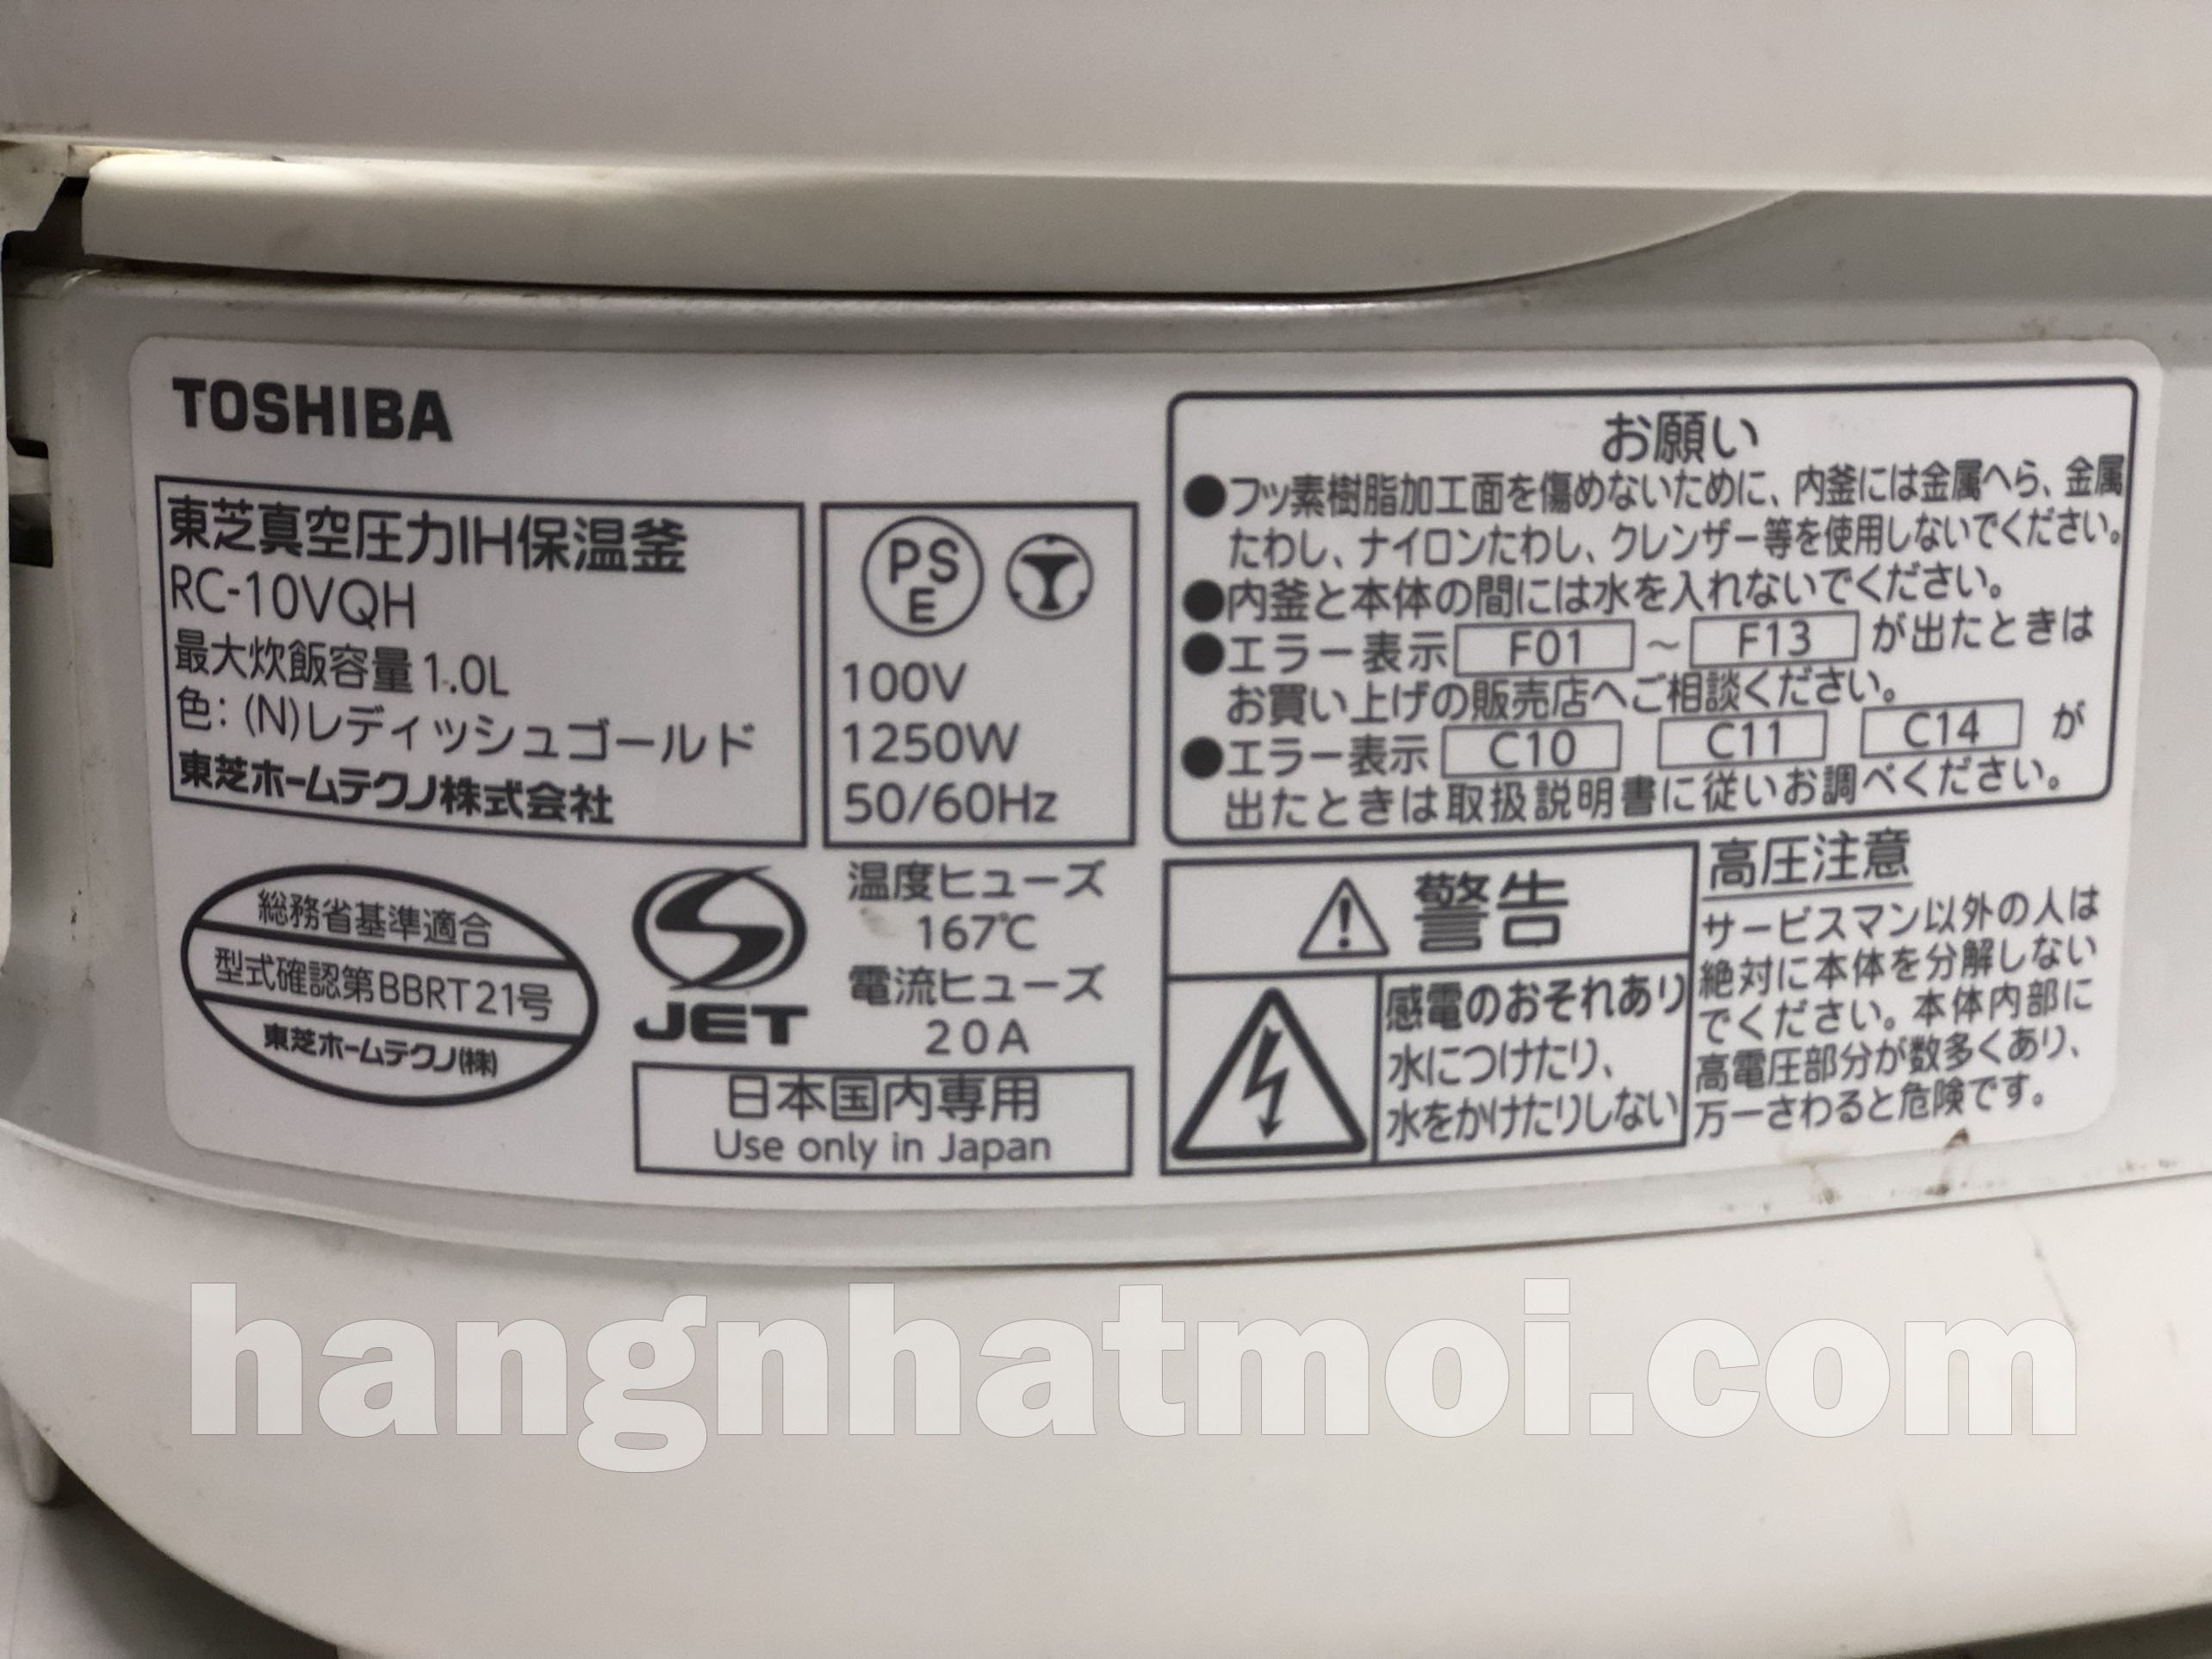 TOSHIBA
東芝真空圧力IH保温釜
RC-10VQH
最大炊飯容量1.0L
色：(N)レディッシュゴールド
東芝ホームテクノ株式会社
PS
E
100V
1250W
50/60Hz
総務省基準適合
型式確認第BBRT21号
東芝ホームテクノ(株)
JET
温度ヒューズ
167℃
電流ヒューズ
20A
日本国内専用
Use only in Japan
お願い
●フッ素樹脂加工面を傷めないために、内釜には金属へら、金属
たわし、ナイロンたわし、クレンザー等を使用しないでください。
●内釜と本体の間には水を入れないでください。
●エラー表示 F01 ～ F13 が出たときは
お買い上げの販売店へご相談ください。
●エラー表示 C10 C11 C14 が
出たときは取扱説明書に従いお調べください。
警告
感電のおそれあり
水につけたり、
水をかけたりしない
高圧注意
サービスマン以外の人は
絶対に本体を分解しない
でください。本体内部に
高電圧部分が数多くあり、
万一さわると危険です。
hangnhatmoi.com